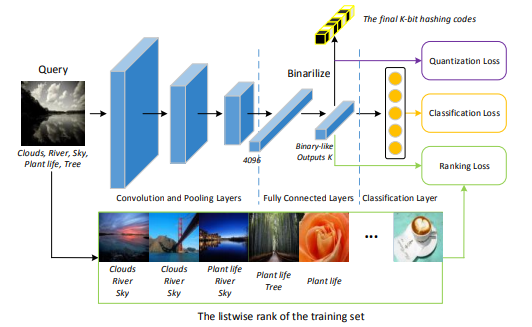 The final K-bit hashing codes
Query
Binarilize
Quantization Loss
Classification Loss
Ranking Loss
Clouds, River, Sky,
Plant life, Tree
4096
Binary-like
Outputs K
Convolution and Pooling Layers
Fully Connected Layers
Classification Layer
...
Clouds
River
Sky
Clouds
River
Sky
Plant life
River
Sky
Plant life
Tree
Plant life
The listwise rank of the training set